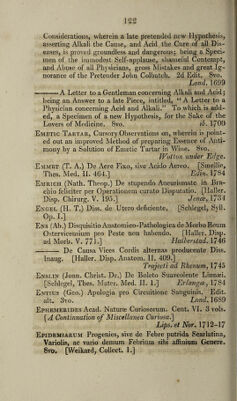 122
Considerations, wherein a late pretended new Hypothesis,
asserting Alkali the Cause, and Acid the Cure of all Dis-
eases, is proved groundless and dangerous; being a Speci-
men of the immodest Self-applause, shameful Contempt,
and Abuse of all Physicians, gross Mistakes and great Ig-
norance of the Pretender John Colbatch. 2d Edit. 8vo.
Lond. 1699
——— A Letter to a Gentleman concerning Alkali and Acid;
being an Answer to a late Piece, intitled, “ A Letter to a
Physician concerning Acid and Alkali.” To which is add-
ed, a Specimen of a new Hypothesis, for the Sake of the
Lovers of Medicine. 8vo. ib. 1700
Emetic Tartar, Cursory Observations on, wherein is point-
ed out an improved Method of preparing Essence of Anti-
mony by a Solution of Emetic Tartar in Wine. 8vo.
Wotton under Edge.
Emmet (T. A.) De Aere Fixo, sive Acido Aereo. [Smellie,
Thes. Med. II. 464.] Edin. 1784
Emrich (Nath. Theop.) De stupendo Aneurismate in Bra-
chio feliciter per Operationem curato Disputatio. [Haller.
Disp. Chirurg. V. 195.] Jenæ, 1734
Engel (H. T.) Diss. de Utero deficiente. [Schlegel, Syll.
Op. I.]
Ens (Ab.) Disquisitio Anatomico-Pathologica de Morbo Boum
Ostervicensium pro Peste non habendo. [Haller. Disp.
ad Morb. V. 771.] Halberstad. 1746
——— De Causa Vices Cordis alternas producente Diss.
Inaug. [Haller. Disp. Anatom. II. 409.]
Trajecti ad Rhenum, 1745
Enslin (Joan. Christ. Dr.) De Boleto Suaveolente Linnæi.
[Schlegel, Thes. Mater. Med. II. 1.] Erlangæ, 1784
Entius (Geo.) Apologia pro Circuitione Sanguinis. Edit.
alt. 8vo. Lond. 1689
Ephemerides Acad. Naturæ Curiosorum. Cent. VI. 3 vols.
[A Continuation of Miscellanea Curiosa.]
Lips. et Nor. 1712-17
Epidemiarum Progenies, sive de Febre putrida Scarlatina,
Variolis, ac vario demum Febrium sibi affinium Genere.
8vo. [Weikard, Collect. 1.]